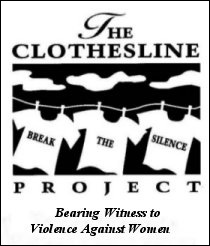 THE
CLOTHESLINE
BREAK THE SILENCE
PROJECT
Bearing Witness to
Violence Against Women